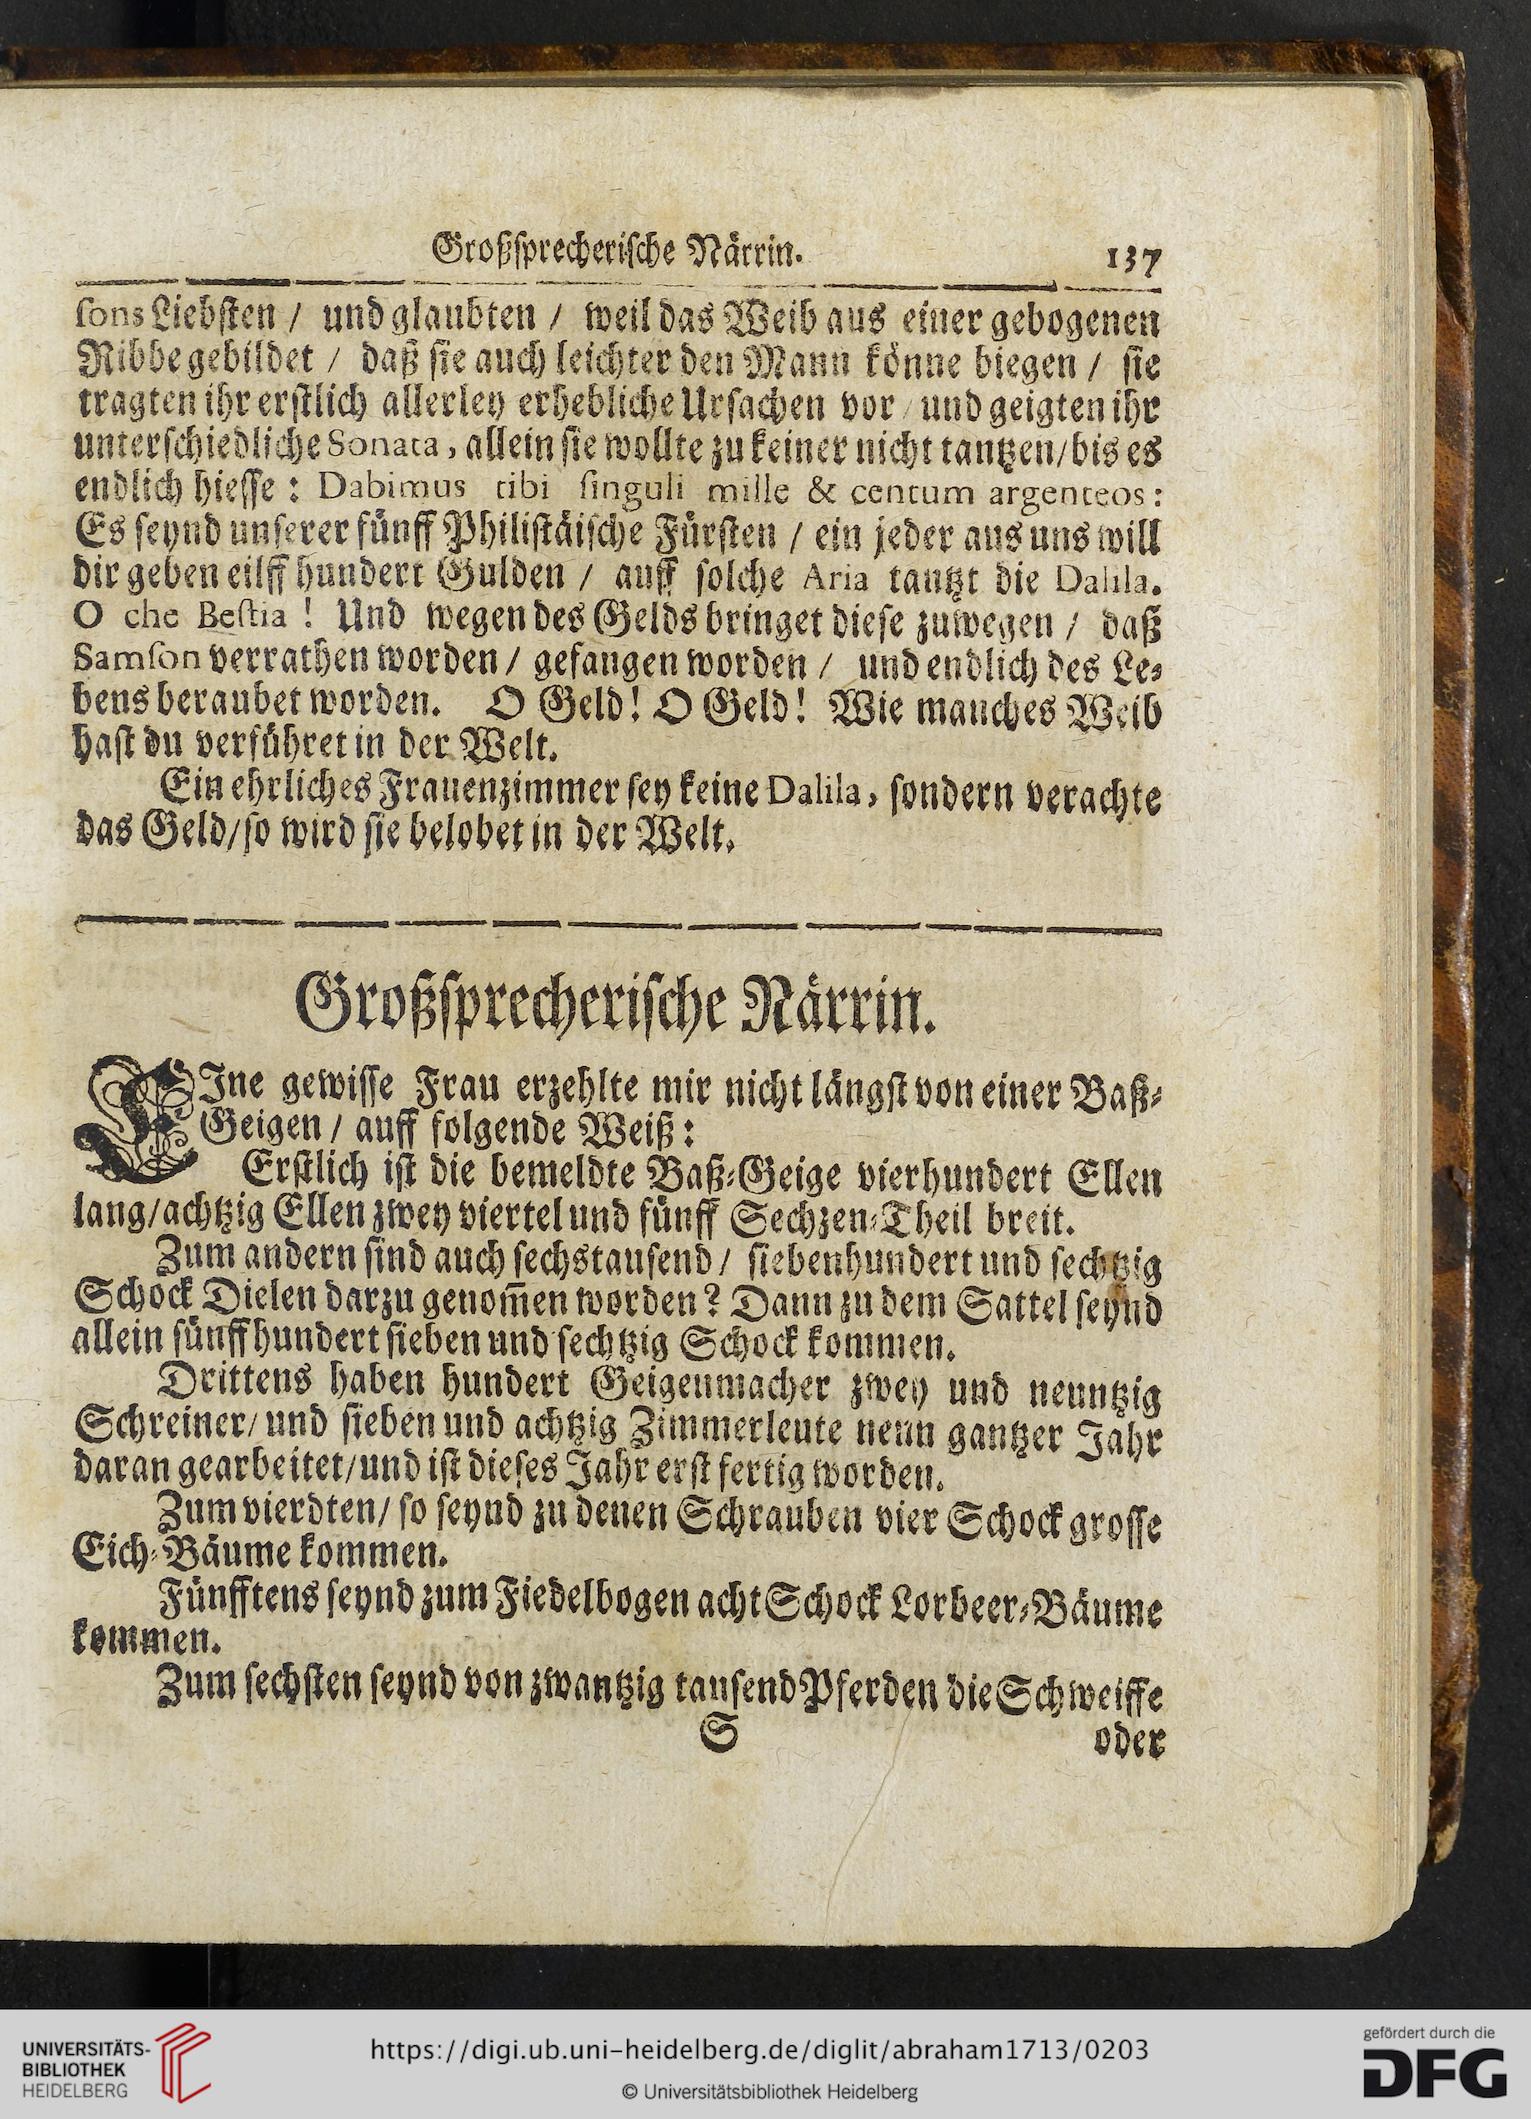 Großſprecheriſche Närrin. 137
ſons Liebſten / und glaubten / weil das Weib aus einer gebogenen
Ribbe gebildet / daß ſie auch leichter den Mann könne biegen / ſie
tragten ihr erſtlich allerley erhebliche Urſachen vor / und geigten ihr
unterſchiedliche Sonata, allein ſie wollte zu keiner nicht tantzen/bis es
endlich hieſſe : Dabimus tibi ſinguli mille & centum argenteos :
Es ſeynd unſerer fünff Philiſtäiſche Fürſten / ein jeder aus uns will
dir geben eilff hundert Gulden / auff ſolche Aria tantzt die Dalila.
O che Beſtia ! Und wegen des Gelds bringet dieſe zuwegen / daß
Samſon verrathen worden / gefangen worden / und endlich des Le⸗
bens beraubet worden. O Geld! O Geld! Wie manches Weib
haſt du verführet in der Welt.
Ein ehrliches Frauenzimmer ſey keine Dalila, ſondern verachte
das Geld/ſo wird ſie belobet in der Welt.
Großſprecheriſche Närrin.
EIne gewiſſe Frau erzehlte mir nicht längſt von einer Baß⸗
Geigen / auff folgende Weiß :
Erſtlich iſt die bemeldte Baß⸗Geige vierhundert Ellen
lang/achtzig Ellen zwey viertel und fünff Sechzen⸗Theil breit.
Zum andern ſind auch ſechstauſend / ſiebenhundert und ſechtzig
Schock Dielen darzu genom̄en worden? Dann zu dem Sattel ſeynd
allein fünffhundert ſieben und ſechtzig Schock kommen.
Drittens haben hundert Geigenmacher zwey und neuntzig
Schreiner/ und ſieben und achtzig Zimmerleute neun gantzer Jahr
daran gearbeitet/und iſt dieſes Jahr erſt fertig worden.
Zum vierdten/ ſo ſeynd zu denen Schrauben vier Schock groſſe
Eich⸗Bäume kommen.
Fünfftens ſeynd zum Fiedelbogen acht Schock Lorbeer⸗Bäume
kommen.
Zum ſechſten ſeynd von zwantzig tauſend Pferden die Schweiffe
S oder
UNIVERSITÄTS-
BIBLIOTHEK
HEIDELBERG
https://digi.ub.uni-heidelberg.de/diglit/abraham1713/0203
© Universitätsbibliothek Heidelberg
gefördert durch die
DFG